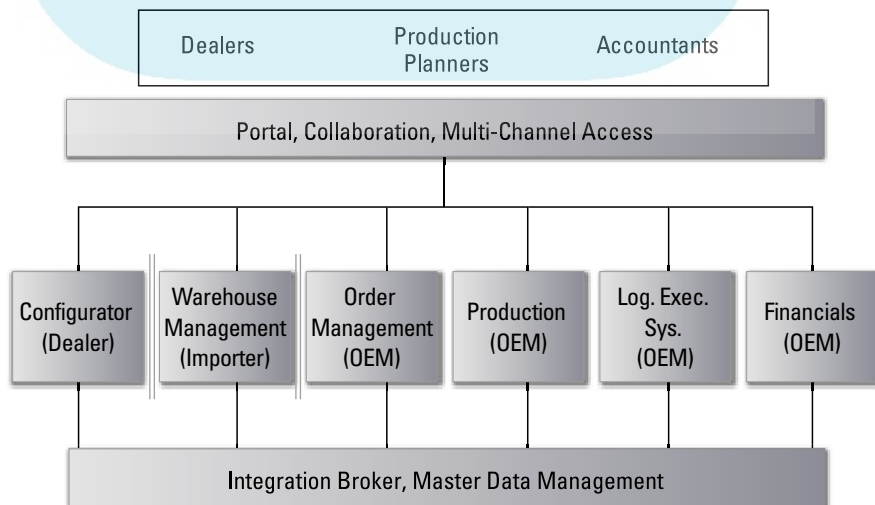 Dealers
Production
Planners
Accountants
Portal, Collaboration, Multi-Channel Access
Configurator
(Dealer)
Warehouse
Management
(Importer)
Order
Management
(OEM)
Production
(OEM)
Log. Exec.
Sys.
(OEM)
Financials
(OEM)
Integration Broker, Master Data Management